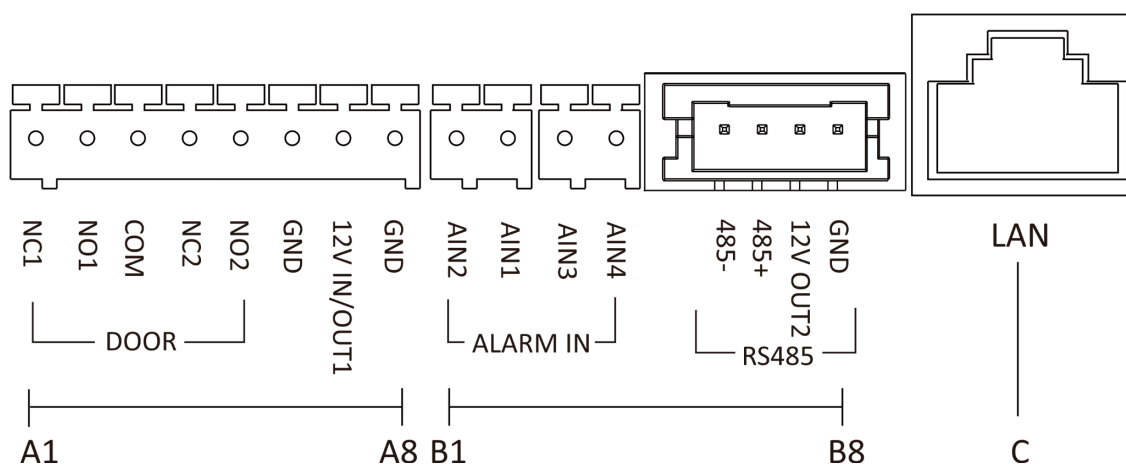 NC1
NO1
COM
NC2
NO2
GND
12V IN/OUT1
GND
AIN2
AIN1
AIN3
AIN4
485-
485+
12V OUT2
GND
LAN
DOOR
ALARM IN
RS485
A1
A8
B1
B8
C